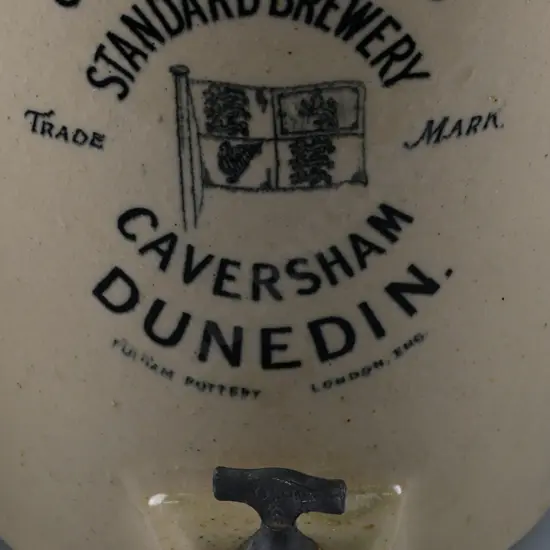 STANDARD BREWERY
TRADE MARK.
CAVERSHAM
DUNEDIN.
FULHAM POTTERY LONDON, ENG.